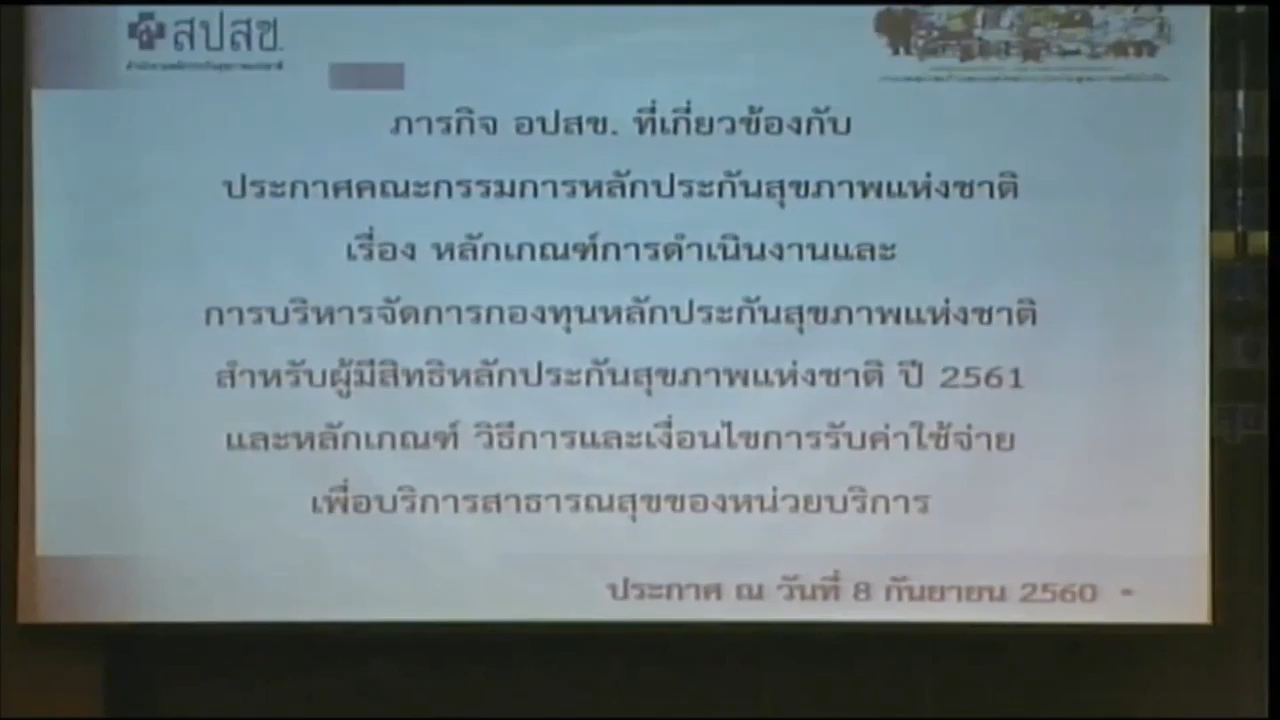 สปสช.
ภารกิจ อปสข. ที่เกี่ยวข้องกับ
ประกาศคณะกรรมการหลักประกันสุขภาพแห่งชาติ
เรื่อง หลักเกณฑ์การดำเนินงานและ
การบริหารจัดการกองทุนหลักประกันสุขภาพแห่งชาติ
สำหรับผู้มีสิทธิหลักประกันสุขภาพแห่งชาติ ปี 2561
และหลักเกณฑ์ วิธีการและเงื่อนไขการรับค่าใช้จ่าย
เพื่อบริการสาธารณสุขของหน่วยบริการ
ประกาศ ณ วันที่ 8 กันยายน 2560 -